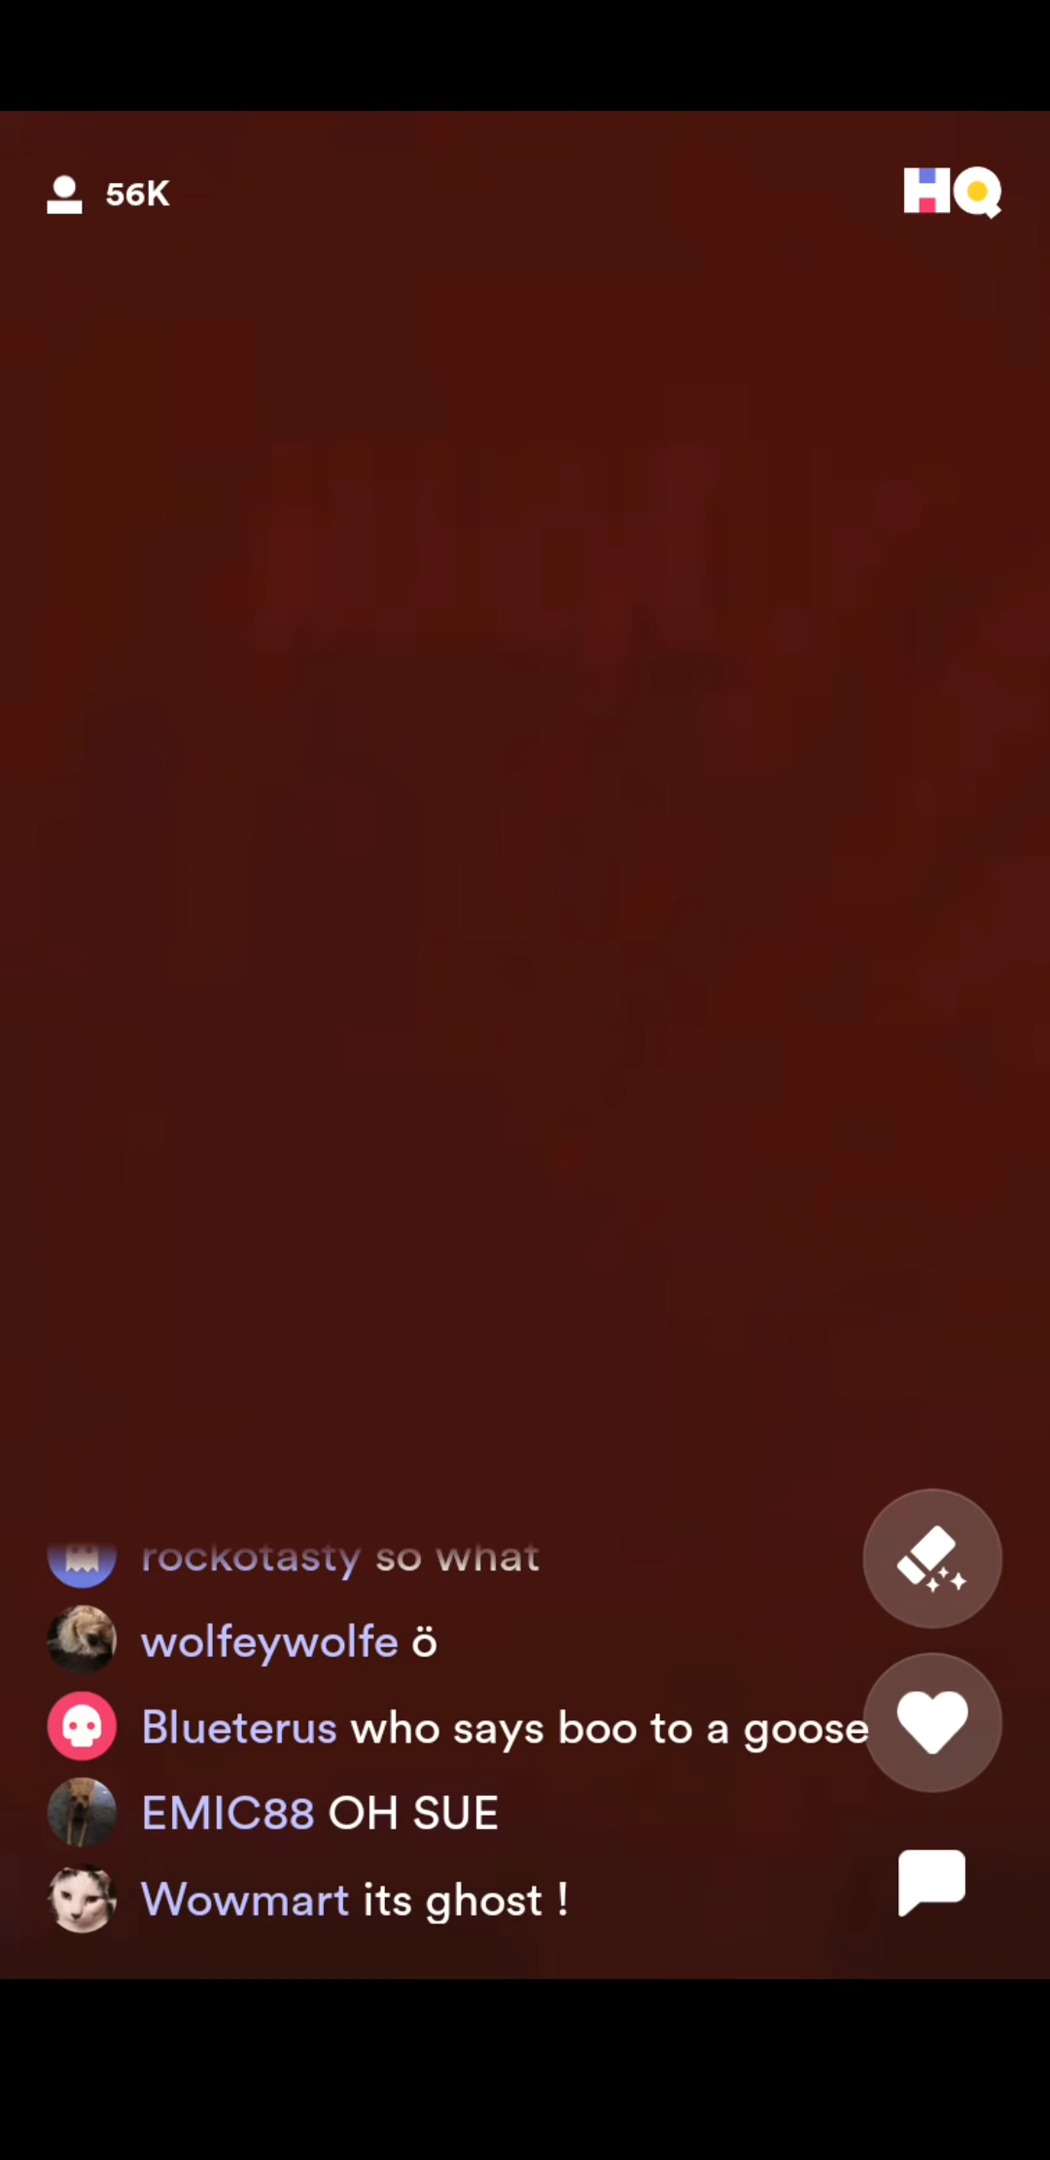 56K
HQ
rockotasty so what
wolfeywolfe ö
Blueterus who says boo to a goose
EMIC88 OH SUE
Wowmart its ghost !